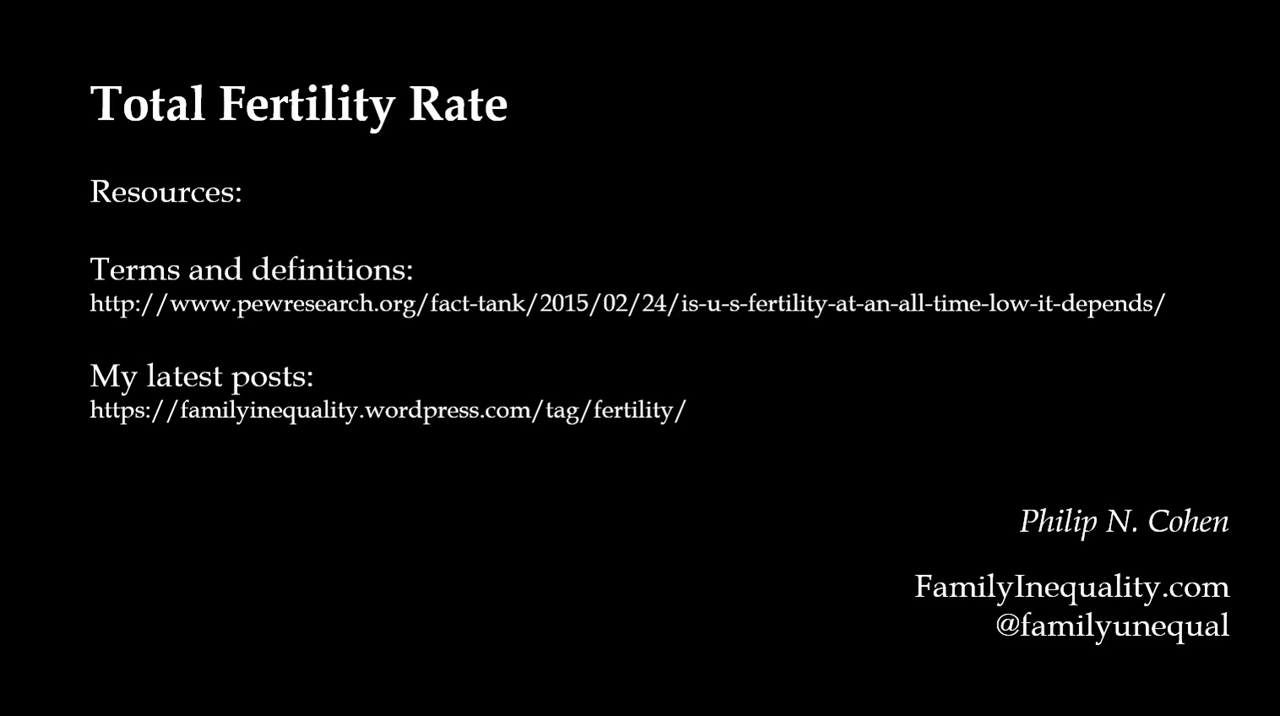 Total Fertility Rate
Resources:
Terms and definitions:
http://www.pewresearch.org/fact-tank/2015/02/24/is-u-s-fertility-at-an-all-time-low-it-depends/
My latest posts:
https://familyinequality.wordpress.com/tag/fertility/
Philip N. Cohen
FamilyInequality.com
@familyunequal